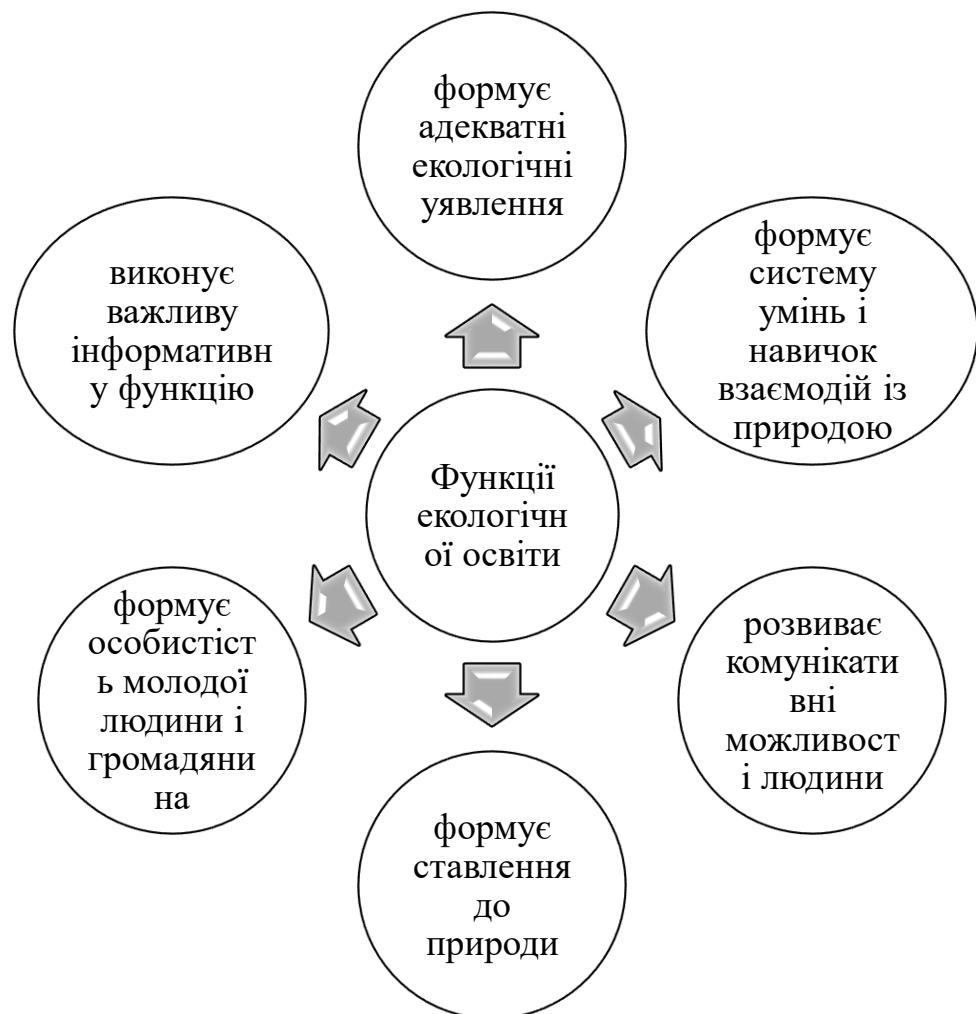 формує
адекватні
екологічні
уявлення
формує
систему
умінь і
навичок
взаємодій із
природою
виконує
важливу
інформативн
у функцію
Функції
екологічн
ої освіти
формує
особистіст
ь молодої
людини і
громадяни
на
розвиває
комунікати
вні
можливост
і людини
формує
ставлення
до
природи